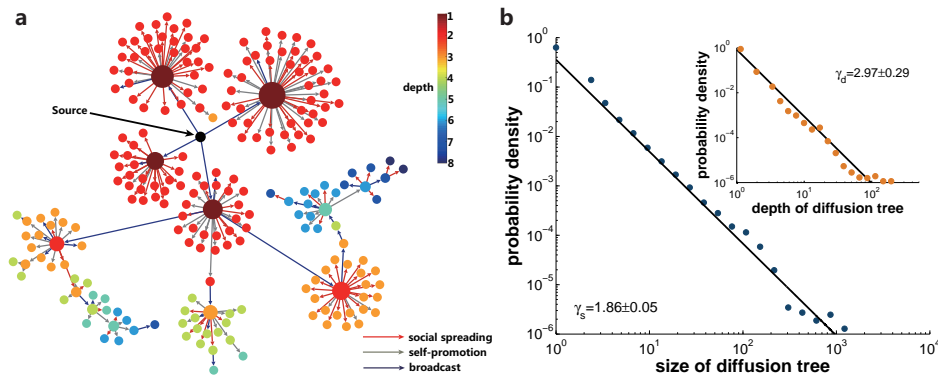 a
depth
1
2
3
4
5
6
7
8
Source
social spreading
self-promotion
broadcast
b
probability density
10^0
10^-1
10^-2
10^-3
10^-4
10^-5
10^-6
10^0
10^1
10^2
10^3
10^4
size of diffusion tree
γ_s=1.86±0.05
probability density
10^0
10^-2
10^-4
10^-6
10^0
10^1
10^2
depth of diffusion tree
γ_d=2.97±0.29